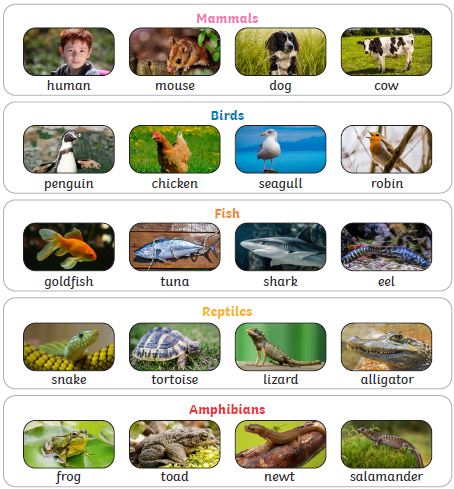 Mammals
human mouse dog cow
Birds
penguin chicken seagull robin
Fish
goldfish tuna shark eel
Reptiles
snake tortoise lizard alligator
Amphibians
frog toad newt salamander